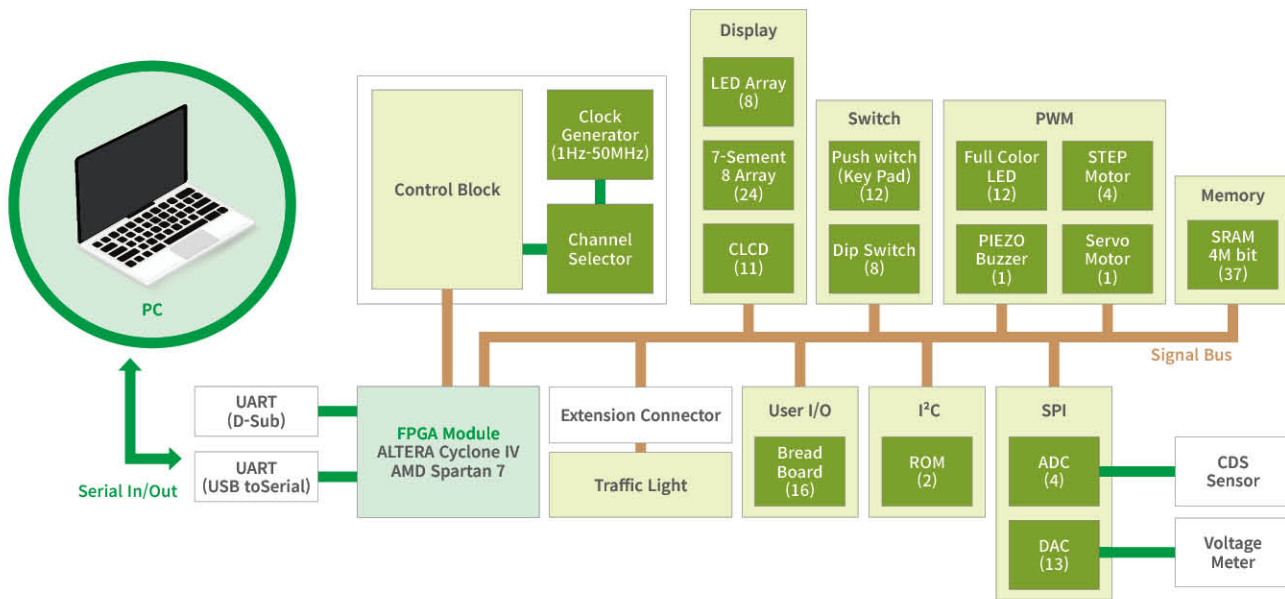 PC
Serial In/Out
UART
(D-Sub)
UART
(USB toSerial)
Control Block
Clock
Generator
(1Hz-50MHz)
Channel
Selector
FPGA Module
ALTERA Cyclone IV
AMD Spartan 7
Display
LED Array
(8)
7-Sement
8 Array
(24)
CLCD
(11)
Switch
Push witch
(Key Pad)
(12)
Dip Switch
(8)
PWM
Full Color
LED
(12)
STEP
Motor
(4)
PIEZO
Buzzer
(1)
Servo
Motor
(1)
Memory
SRAM
4M bit
(37)
Signal Bus
Extension Connector
Traffic Light
User I/O
Bread
Board
(16)
I²C
ROM
(2)
SPI
ADC
(4)
DAC
(13)
CDS
Sensor
Voltage
Meter